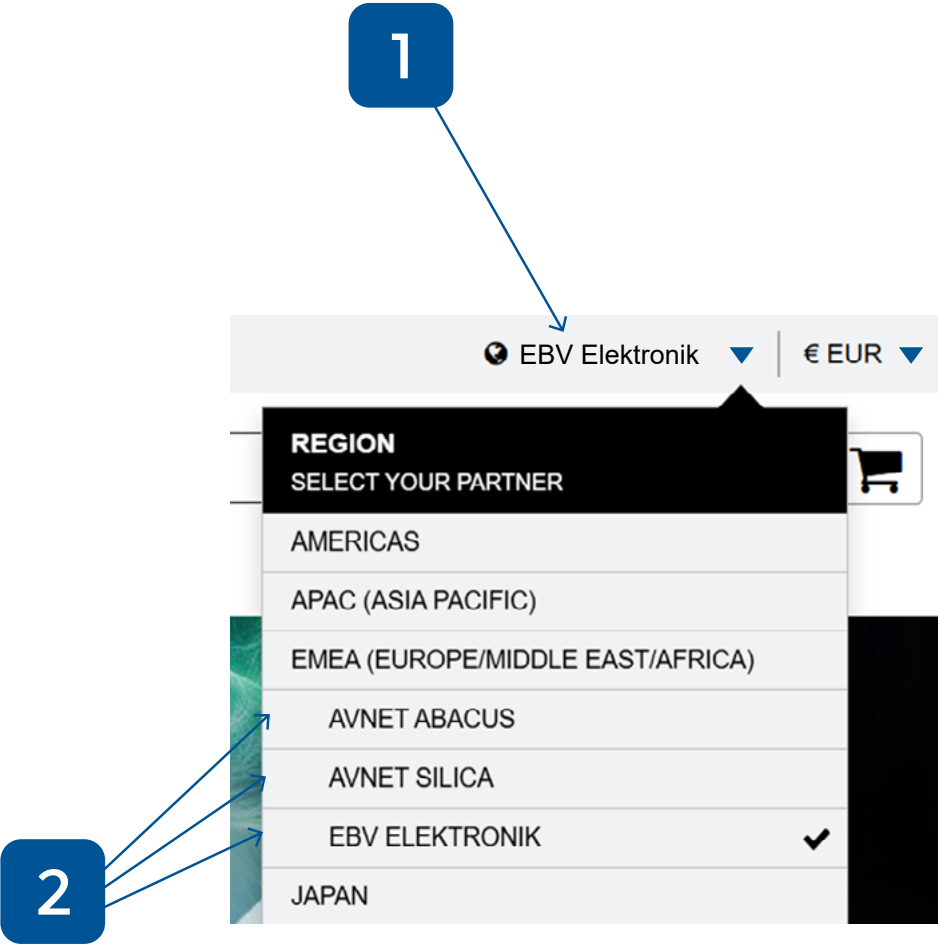 1
EBV Elektronik
€ EUR
REGION
SELECT YOUR PARTNER
AMERICAS
APAC (ASIA PACIFIC)
EMEA (EUROPE/MIDDLE EAST/AFRICA)
AVNET ABACUS
AVNET SILICA
EBV ELEKTRONIK
JAPAN
2